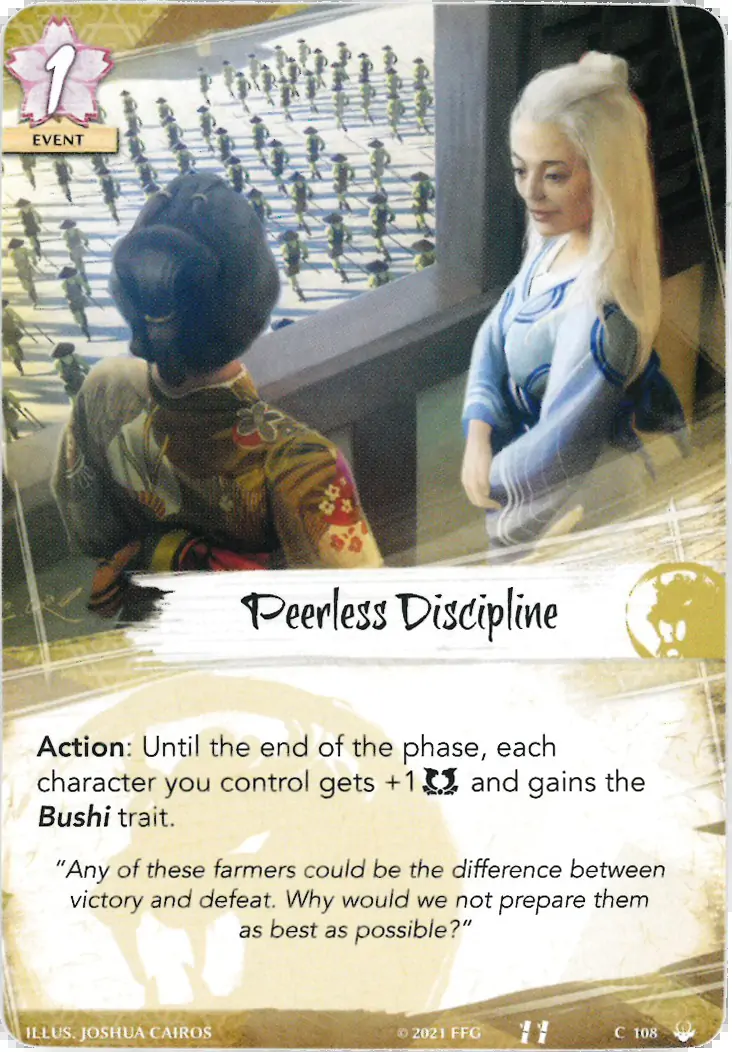 1
EVENT
Peerless Discipline
Action: Until the end of the phase, each
character you control gets +1 and gains the
Bushi trait.
"Any of these farmers could be the difference between
victory and defeat. Why would we not prepare them
as best as possible?"
ILLUS. JOSHUA CAIROS © 2021 FFG C 108